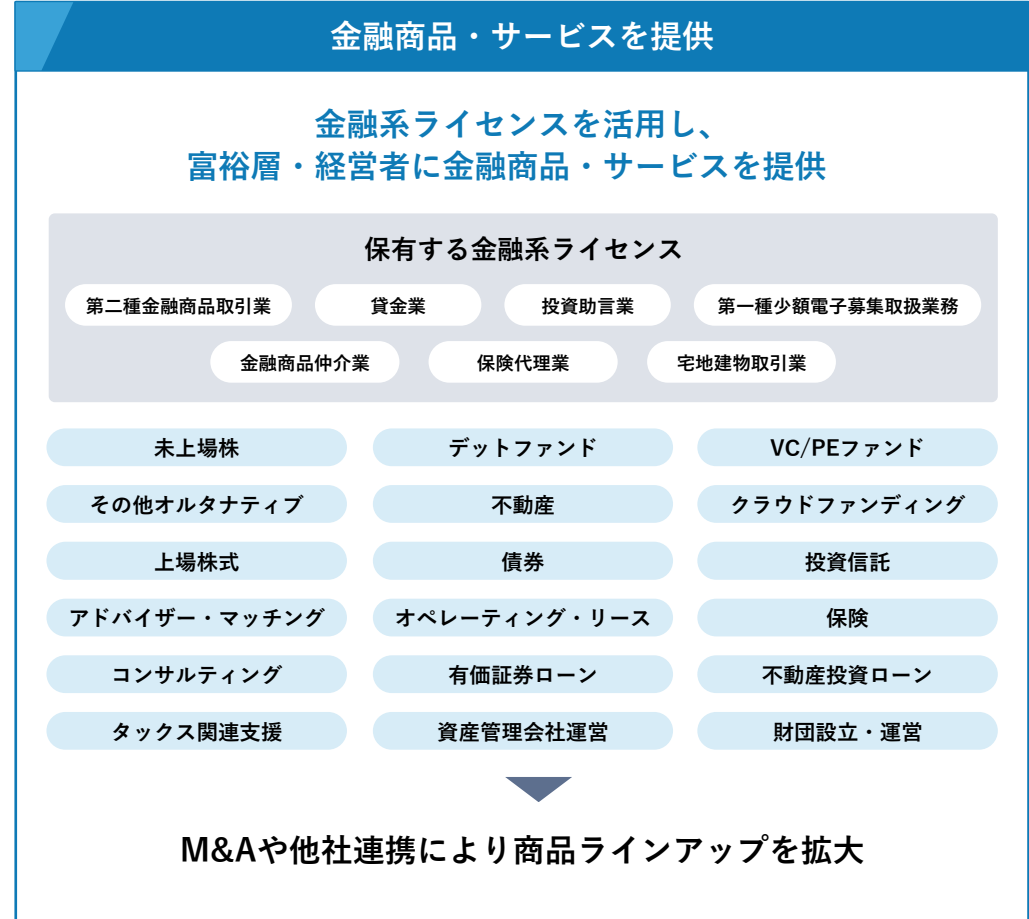 金融商品・サービスを提供
金融系ライセンスを活用し、
富裕層・経営者に金融商品・サービスを提供
保有する金融系ライセンス
第二種金融商品取引業 貸金業 投資助言業 第一種少額電子募集取扱業務
金融商品仲介業 保険代理業 宅地建物取引業
未上場株 デットファンド VC/PEファンド
その他オルタナティブ 不動産 クラウドファンディング
上場株式 債券 投資信託
アドバイザー・マッチング オペレーティング・リース 保険
コンサルティング 有価証券ローン 不動産投資ローン
タックス関連支援 資産管理会社運営 財団設立・運営
M&Aや他社連携により商品ラインアップを拡大